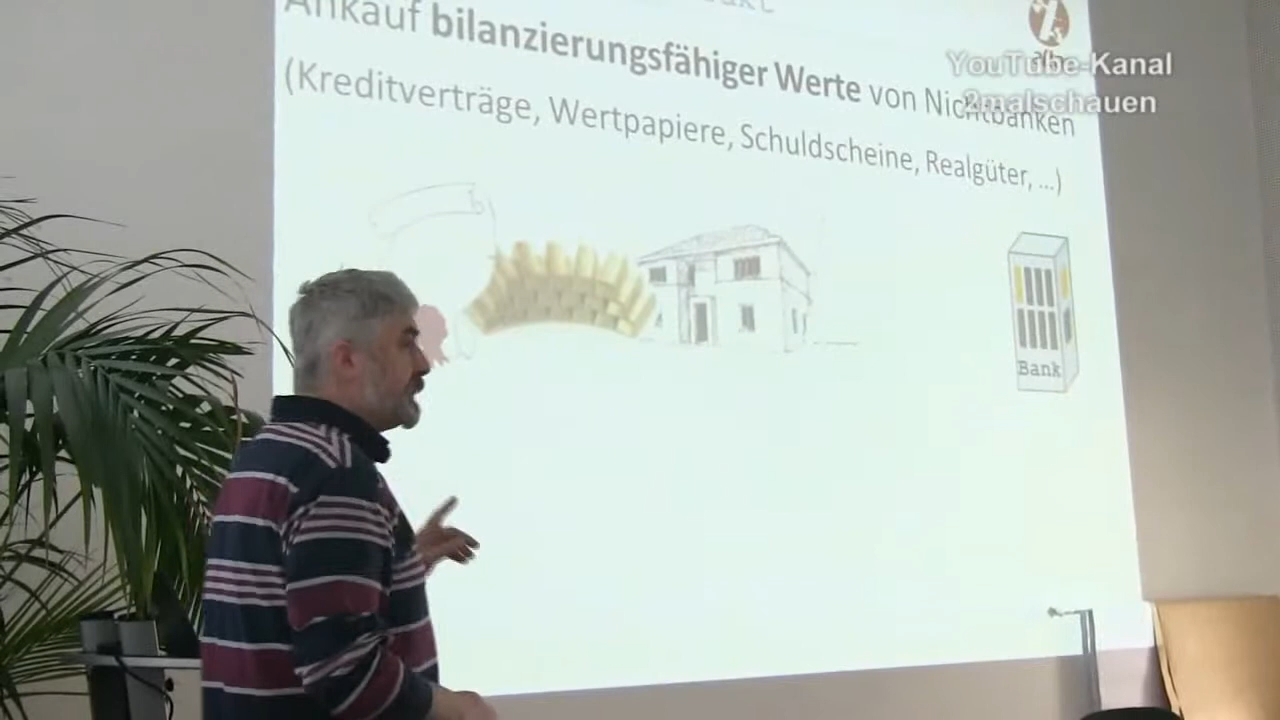 Ankauf bilanzierungsfähiger Werte von Nichtbanken
(Kreditverträge, Wertpapiere, Schuldscheine, Realgüter, ...)
YouTube-Kanal
2malschauen
Bank